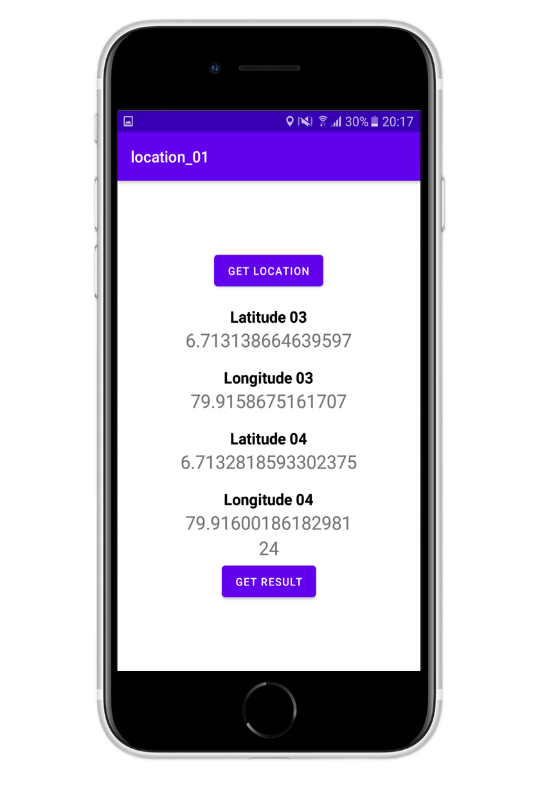 30% 20:17
location_01
GET LOCATION
Latitude 03
6.713138664639597
Longitude 03
79.9158675161707
Latitude 04
6.7132818593302375
Longitude 04
79.91600186182981
24
GET RESULT